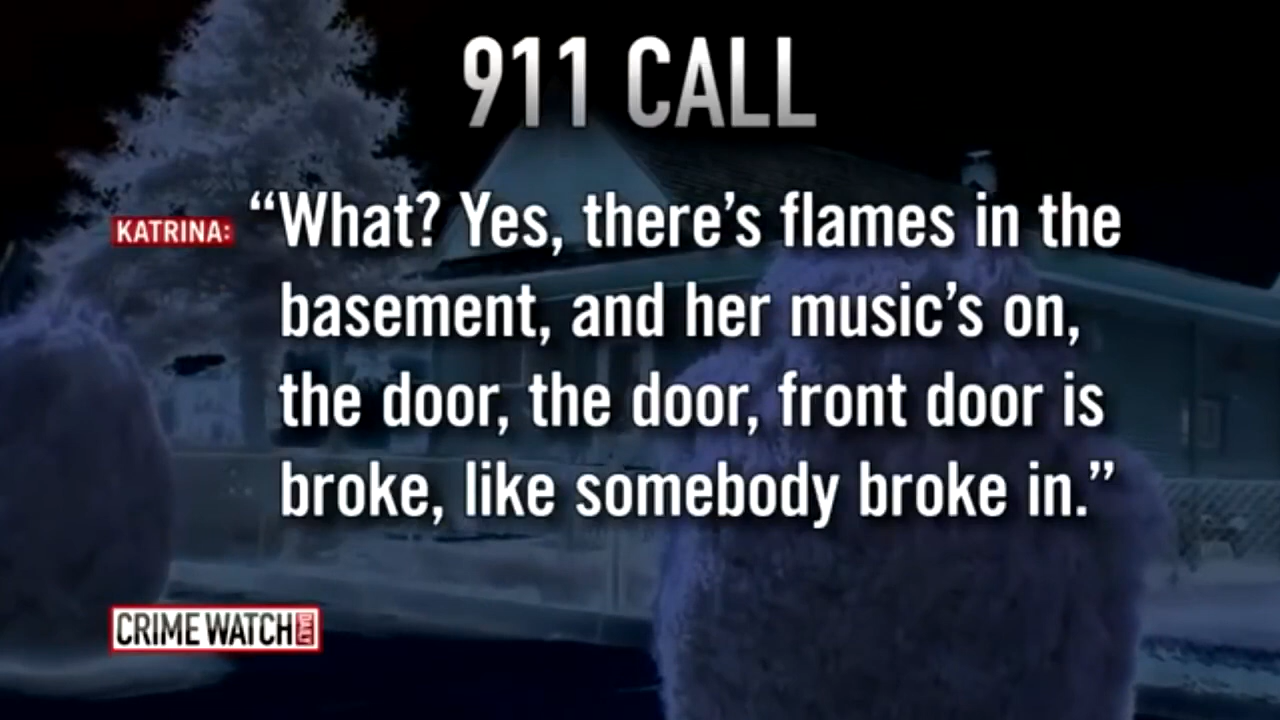 911 CALL
KATRINA: “What? Yes, there’s flames in the
basement, and her music’s on,
the door, the door, front door is
broke, like somebody broke in.”
CRIME WATCH DAILY